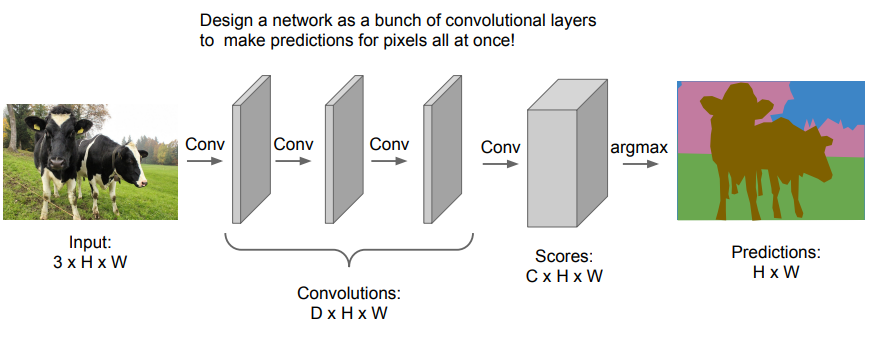 Design a network as a bunch of convolutional layers
to make predictions for pixels all at once!
Conv
Conv
Conv
Conv
argmax
Input:
3 x H x W
Convolutions:
D x H x W
Scores:
C x H x W
Predictions:
H x W